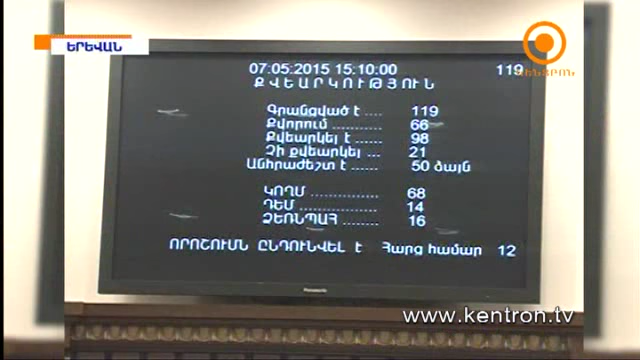 ԵՐԵՎԱՆ
07:05:2015 15:10:00 119
ՔՎԵԱՐԿՈՒԹՅՈՒՆ
Գրանցված է .... 119
Քվորում ........ 66
Քվեարկել է ..... 98
Չի քվեարկել ... 21
Անհրաժեշտ է ...... 50 ձայն
ԿՈՂՄ ................ 68
ԴԵՄ ................... 14
ՁԵՌՆՊԱՀ ........... 16
ՈՐՈՇՈՒՄՆ ԸՆԴՈՒՆՎԵԼ է Հարց համար 12
Panasonic
www.kentron.tv